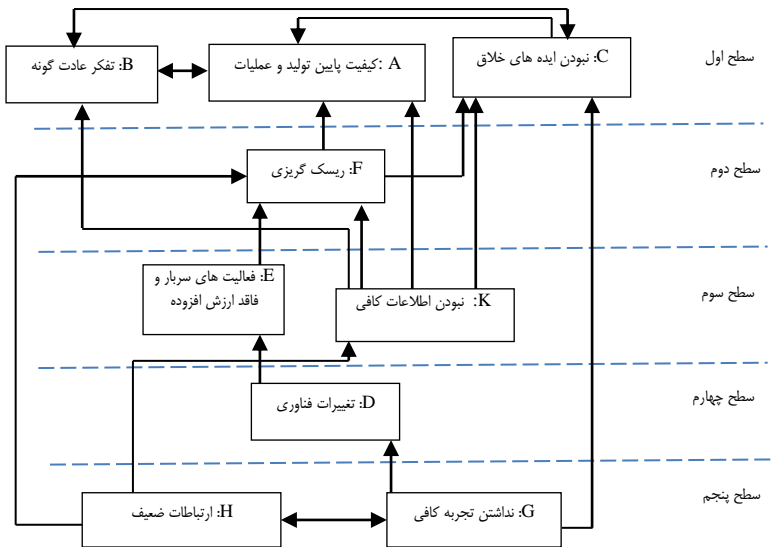 سطح اول
C: نبودن ایده های خلاق
A :کیفیت پایین تولید و عملیات
B: تفکر عادت گونه
سطح دوم
F: ریسک گریزی
سطح سوم
K: نبودن اطلاعات کافی
E: فعالیت های سربار و
فاقد ارزش افزوده
سطح چهارم
D: تغییرات فناوری
سطح پنجم
G: نداشتن تجربه کافی
H: ارتباطات ضعیف